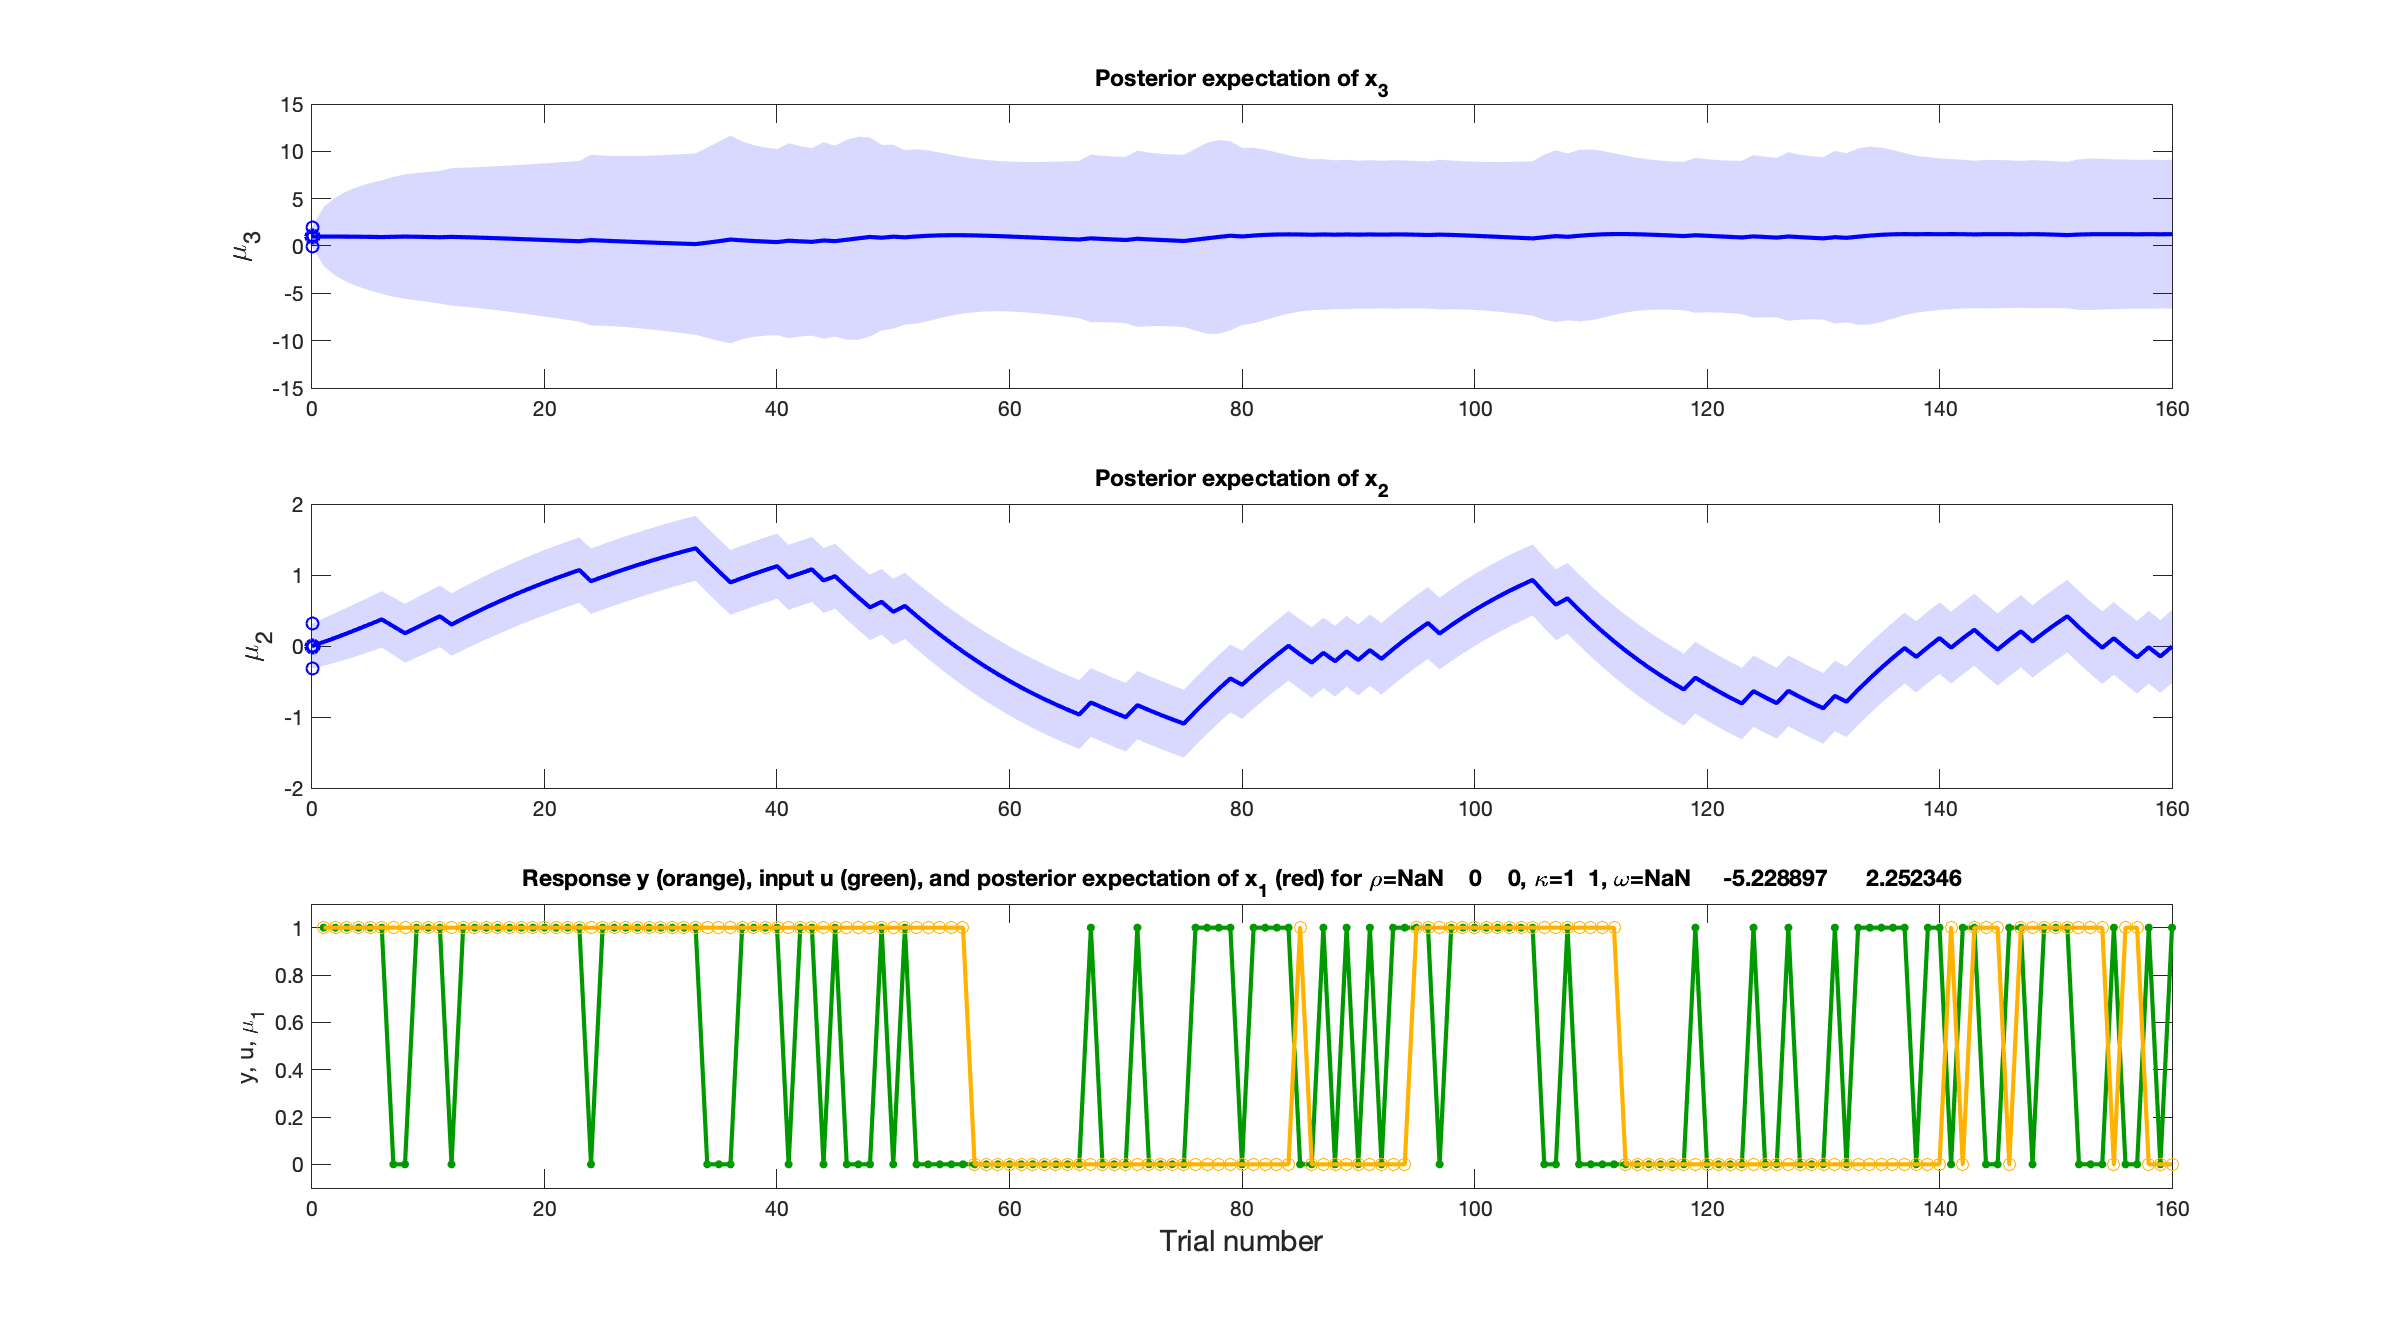 Posterior expectation of x3
15
10
5
0
-5
-10
-15
μ3
0 20 40 60 80 100 120 140 160
Posterior expectation of x2
2
1
0
-1
-2
μ2
0 20 40 60 80 100 120 140 160
Response y (orange), input u (green), and posterior expectation of x1 (red) for ρ=NaN 0 0, κ=1 1, ω=NaN -5.228897 2.252346
1
0.8
0.6
0.4
0.2
0
y, u, μ1
0 20 40 60 80 100 120 140 160
Trial number